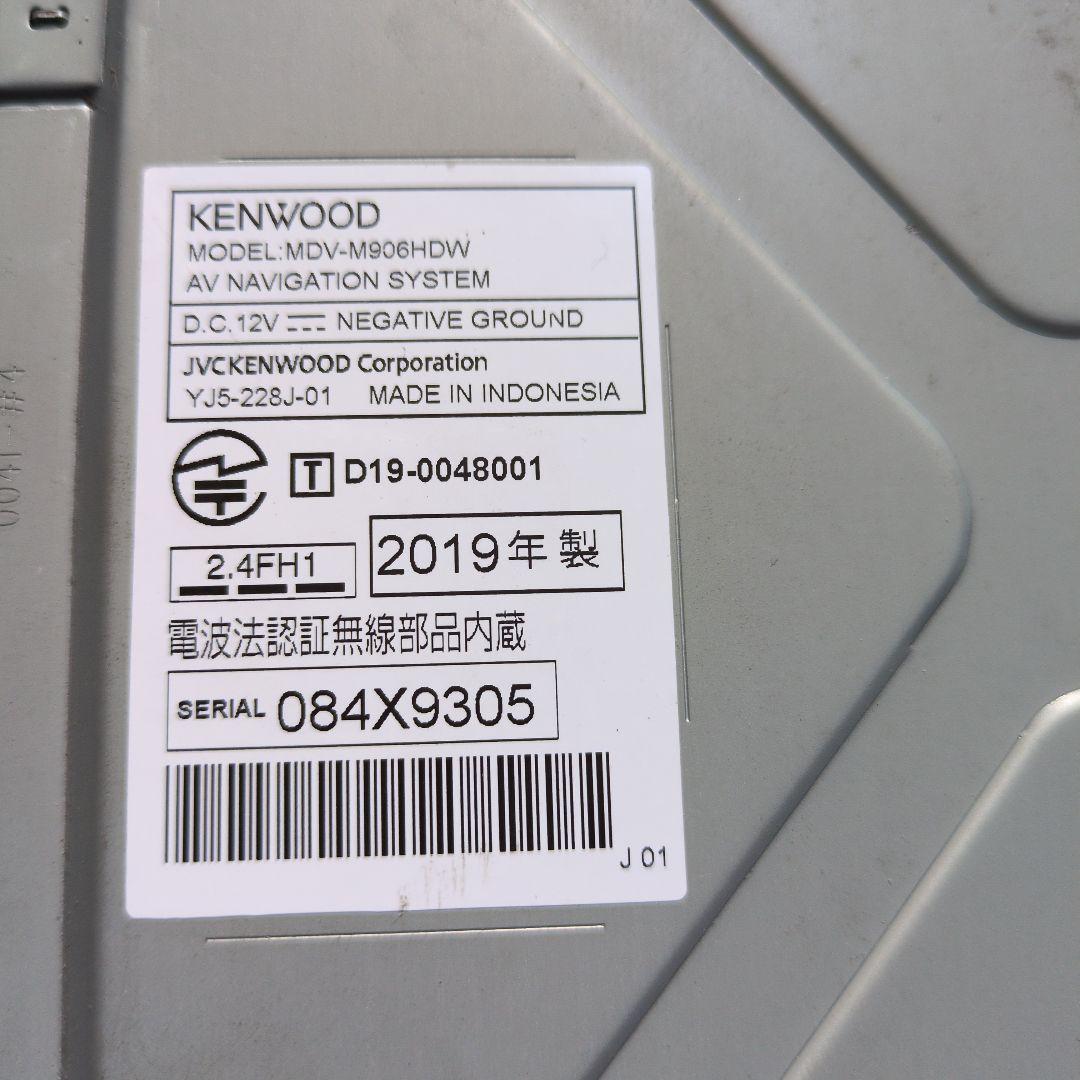 KENWOOD
MODEL:MDV-M906HDW
AV NAVIGATION SYSTEM
D.C.12V NEGATIVE GROUND
JVCKENWOOD Corporation
YJ5-228J-01 MADE IN INDONESIA
T D19-0048001
2.4FH1 2019年製
電波法認証無線部品内蔵
SERIAL 084X9305
J 01